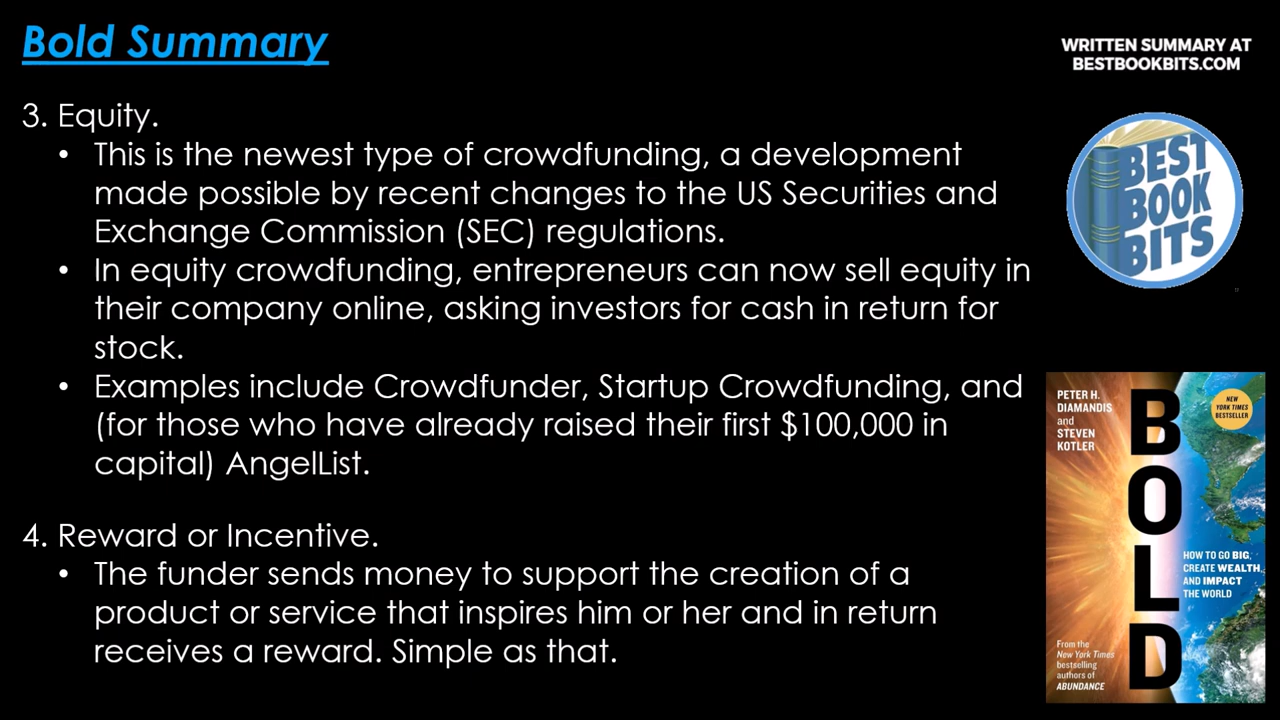 Bold Summary
WRITTEN SUMMARY AT
BESTBOOKBITS.COM
3. Equity.
• This is the newest type of crowdfunding, a development
made possible by recent changes to the US Securities and
Exchange Commission (SEC) regulations.
• In equity crowdfunding, entrepreneurs can now sell equity in
their company online, asking investors for cash in return for
stock.
• Examples include Crowdfunder, Startup Crowdfunding, and
(for those who have already raised their first $100,000 in
capital) AngelList.
4. Reward or Incentive.
• The funder sends money to support the creation of a
product or service that inspires him or her and in return
receives a reward. Simple as that.
BEST
BOOK
BITS
PETER H.
DIAMANDIS
and
STEVEN
KOTLER
NEW
YORK TIMES
BESTSELLER
BOLD
HOW TO GO BIG,
CREATE WEALTH,
AND IMPACT
THE WORLD
From the
New York Times
bestselling
authors of
ABUNDANCE